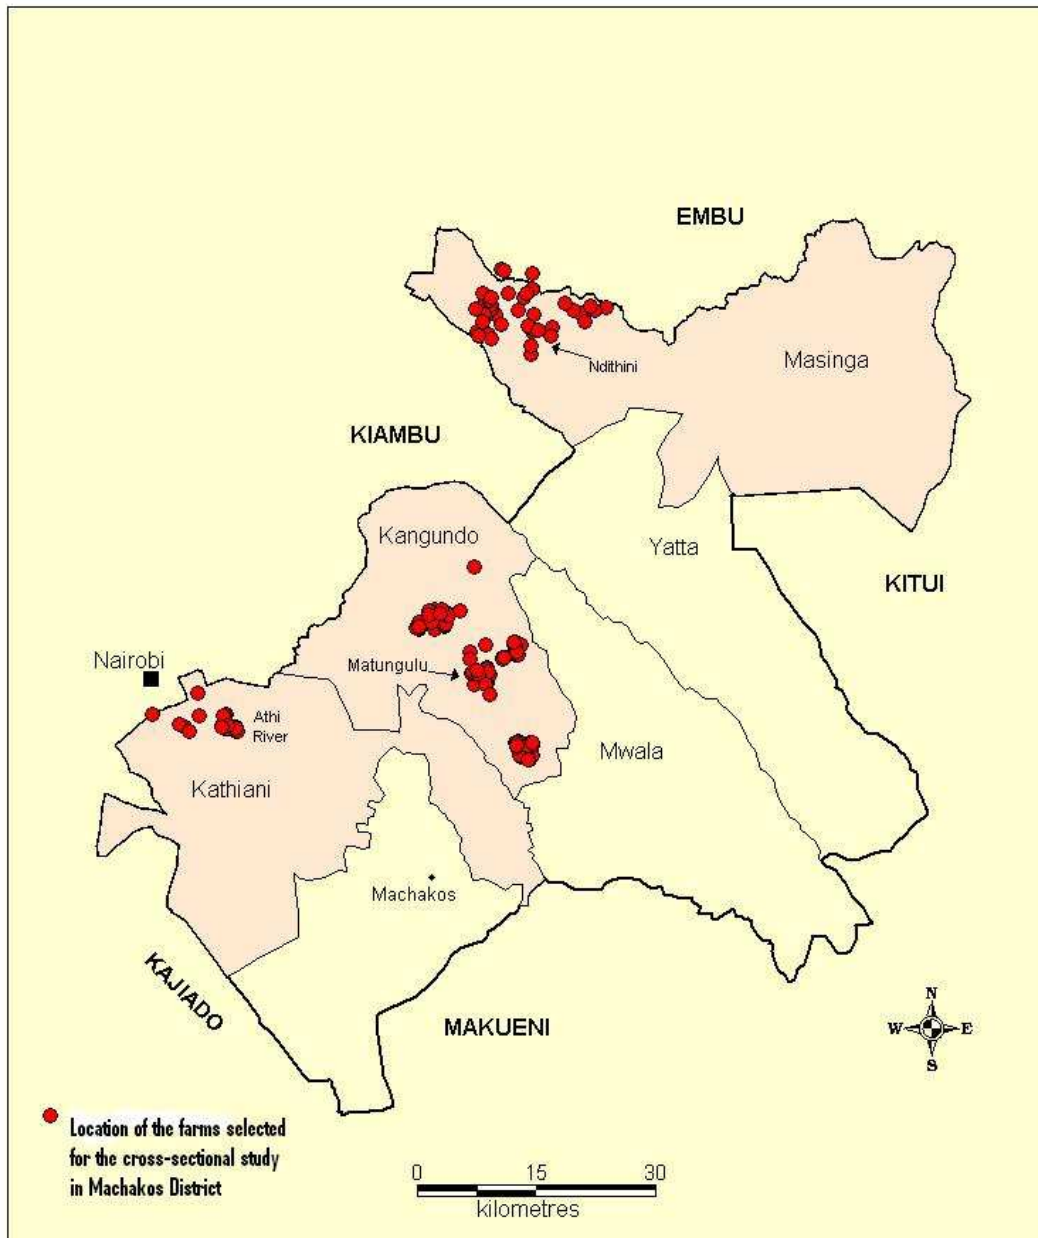 EMBU
Masinga
Ndithini
KIAMBU
Kangundo
Yatta
KITUI
Nairobi
Matungulu
Athi
River
Mwala
Kathiani
Machakos
KAJIADO
MAKUENI
N
W E
S
Location of the farms selected
for the cross-sectional study
in Machakos District
0 15 30
kilometres